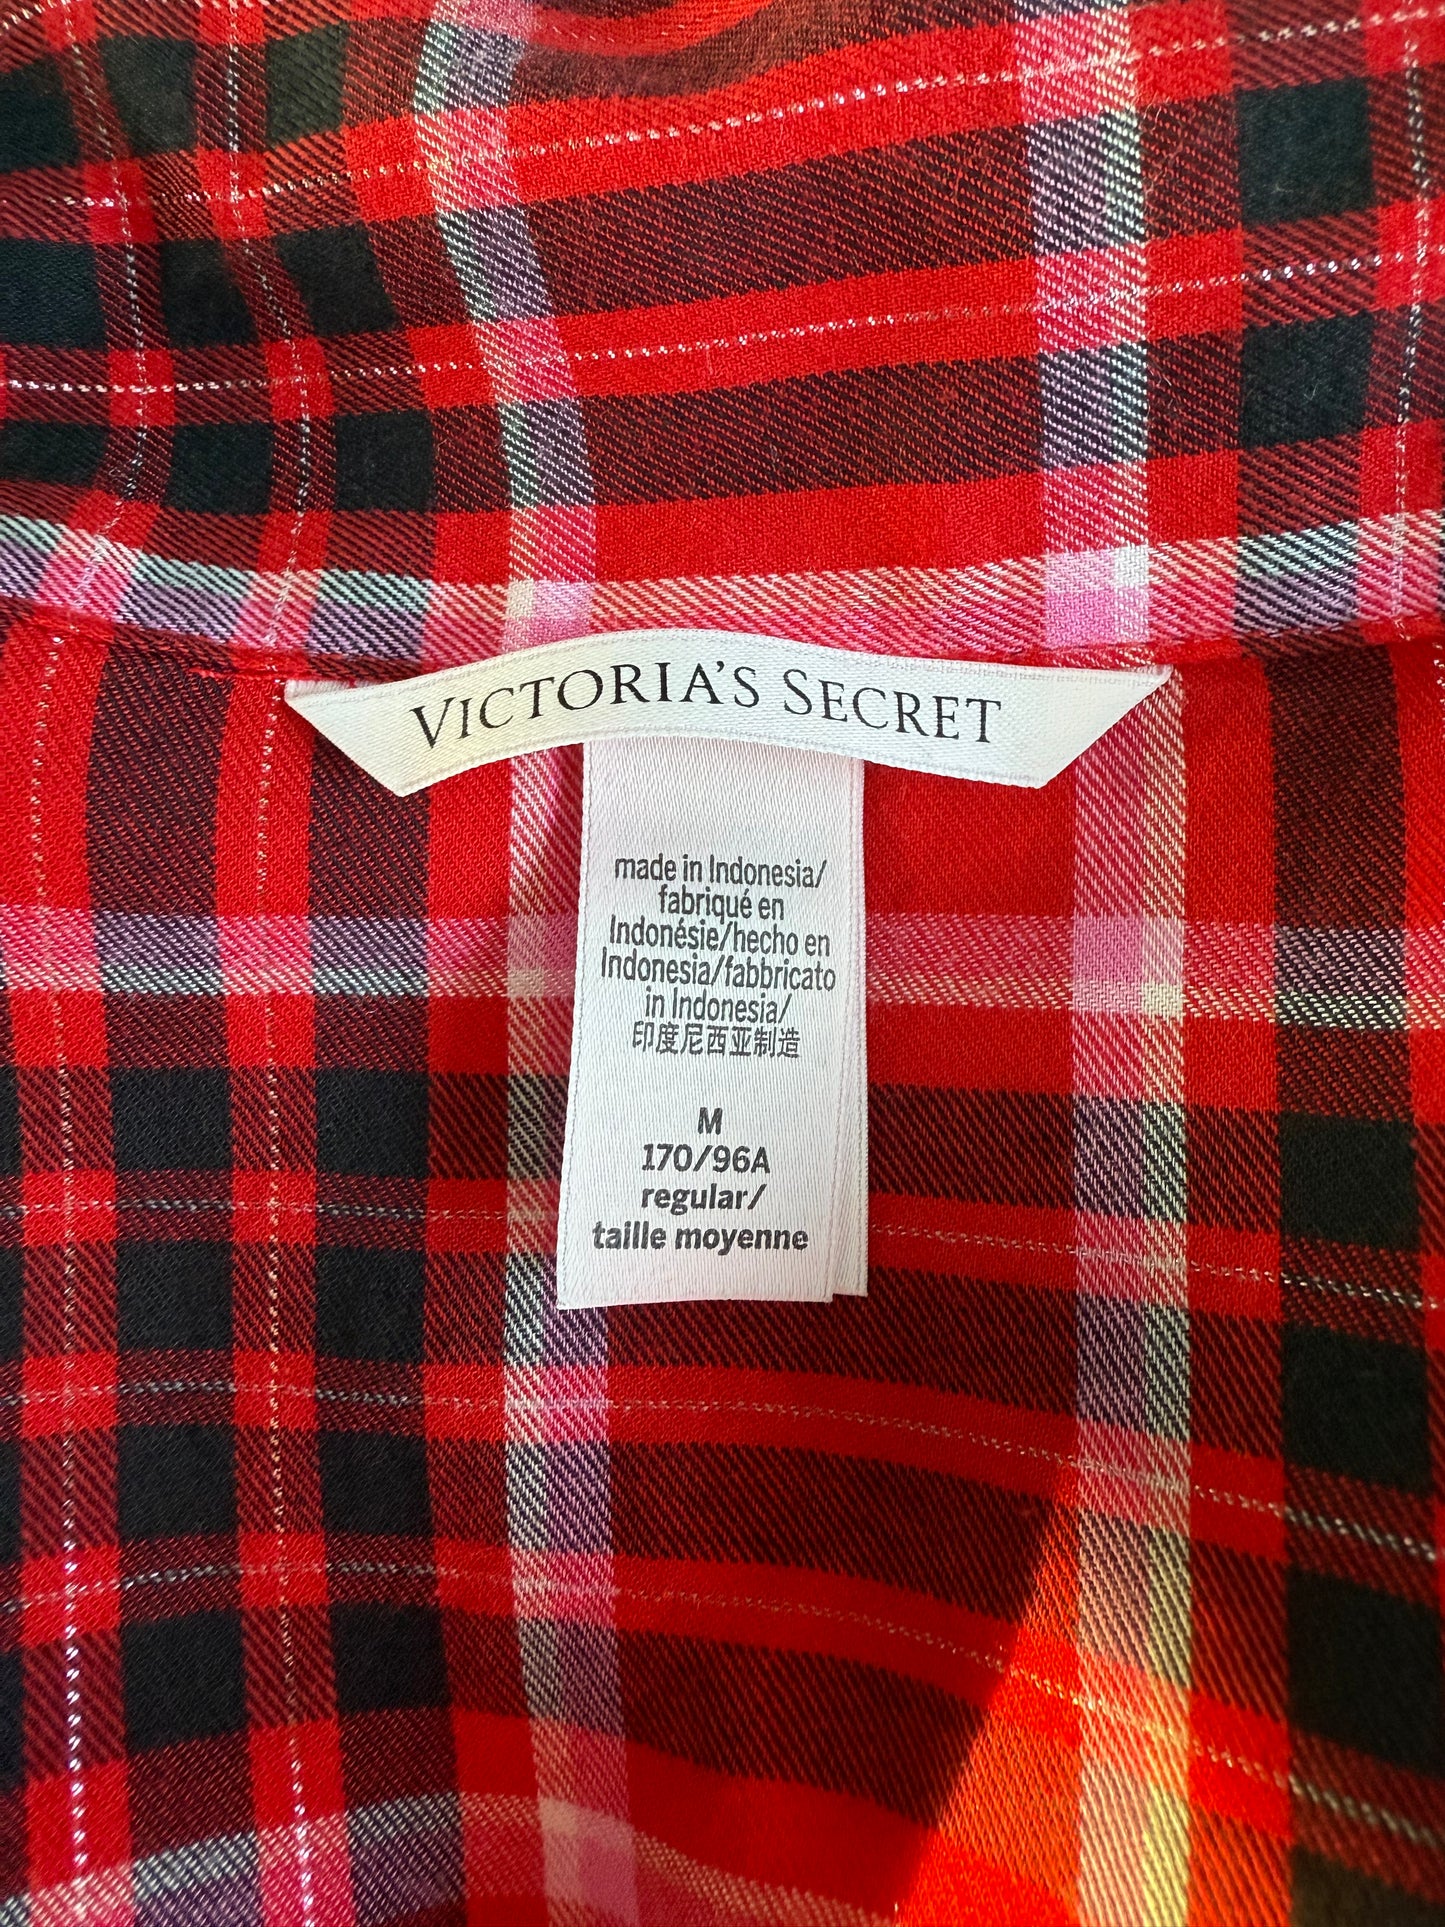 VICTORIA'S SECRET
made in Indonesia/
fabriqué en
Indonésie/hecho en
Indonesia/fabbricato
in Indonesia/
印度尼西亚制造
M
170/96A
regular/
taille moyenne